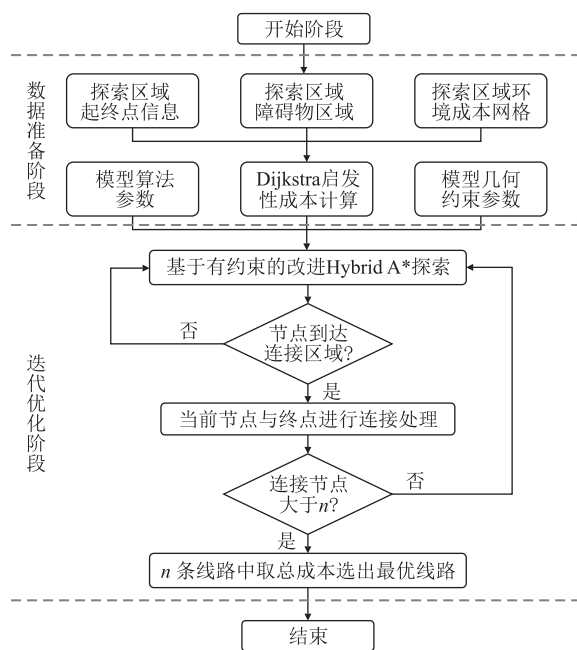 开始阶段
数据准备阶段
探索区域
起终点信息
探索区域
障碍物区域
探索区域环
境成本网格
模型算法
参数
Dijkstra启发
性成本计算
模型几何
约束参数
迭代优化阶段
基于有约束的改进Hybrid A*探索
否
节点到达
连接区域?
是
当前节点与终点进行连接处理
连接节点
大于n?
否
是
n 条线路中取总成本选出最优线路
结束